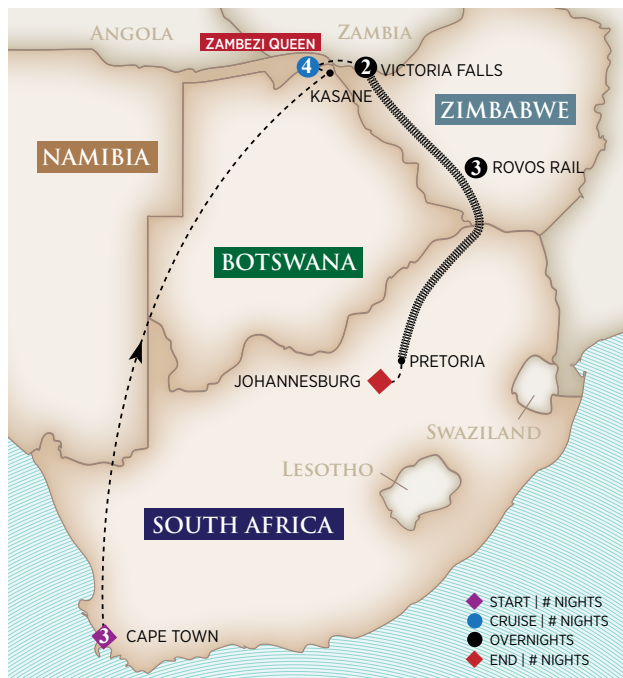 ANGOLA
ZAMBIA
ZAMBEZI QUEEN
4
2
VICTORIA FALLS
KASANE
ZIMBABWE
NAMIBIA
3
ROVOS RAIL
BOTSWANA
PRETORIA
JOHANNESBURG
SWAZILAND
LESOTHO
SOUTH AFRICA
3
CAPE TOWN
START | # NIGHTS
CRUISE | # NIGHTS
OVERNIGHTS
END | # NIGHTS